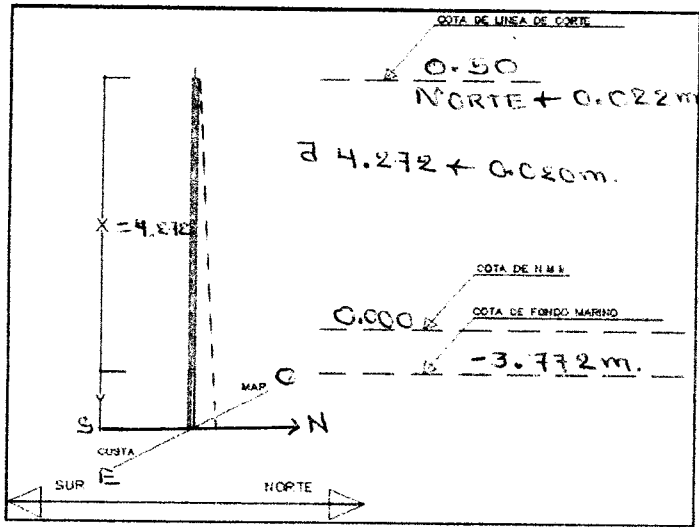 COTA DE LINEA DE CORTE
0.50
NORTE + 0.022m
a 4.272 + 0.020m.
X = 4.272
COTA DE N.M.M.
0.000
COTA DE FONDO MARINO
-3.772m.
MAR O
S N
COSTA
E
SUR NORTE